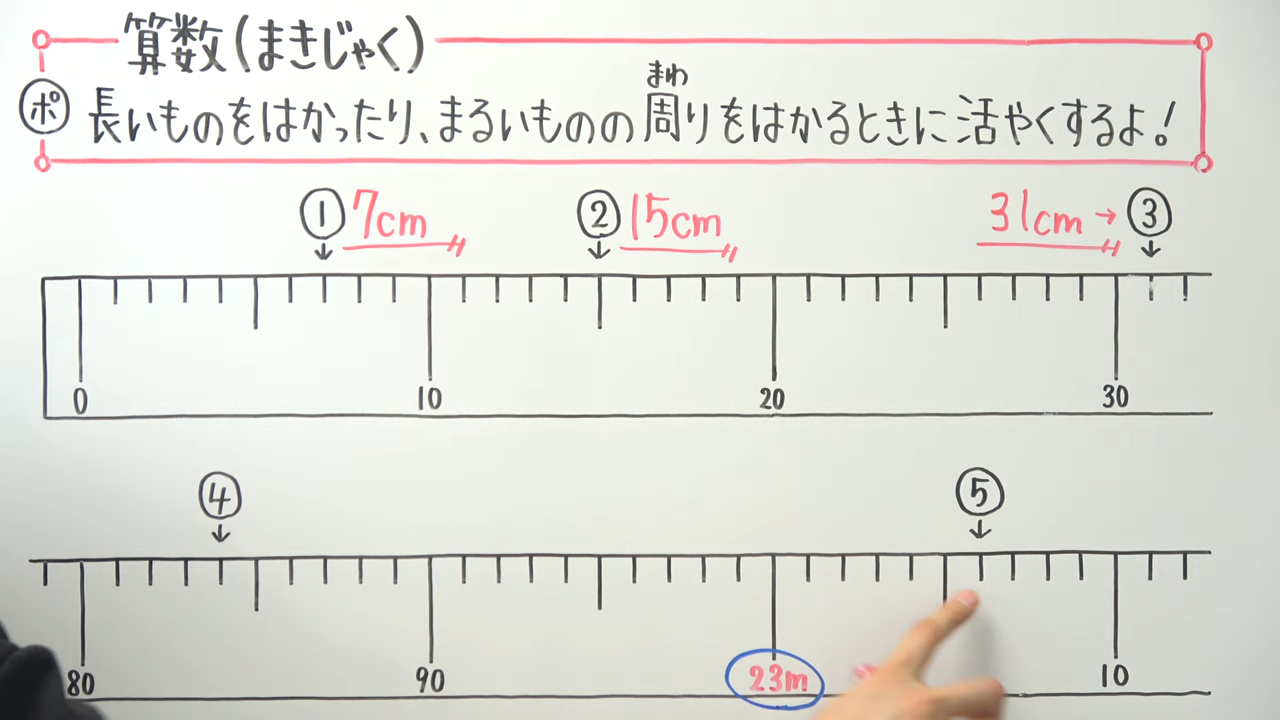 算数(まきじゃく)
まわ
ポ 長いものをはかったり、まるいものの周りをはかるときに活やくするよ!
① 7cm ② 15cm 31cm→ ③
0 10 20 30
④ ⑤
80 90 23m 10